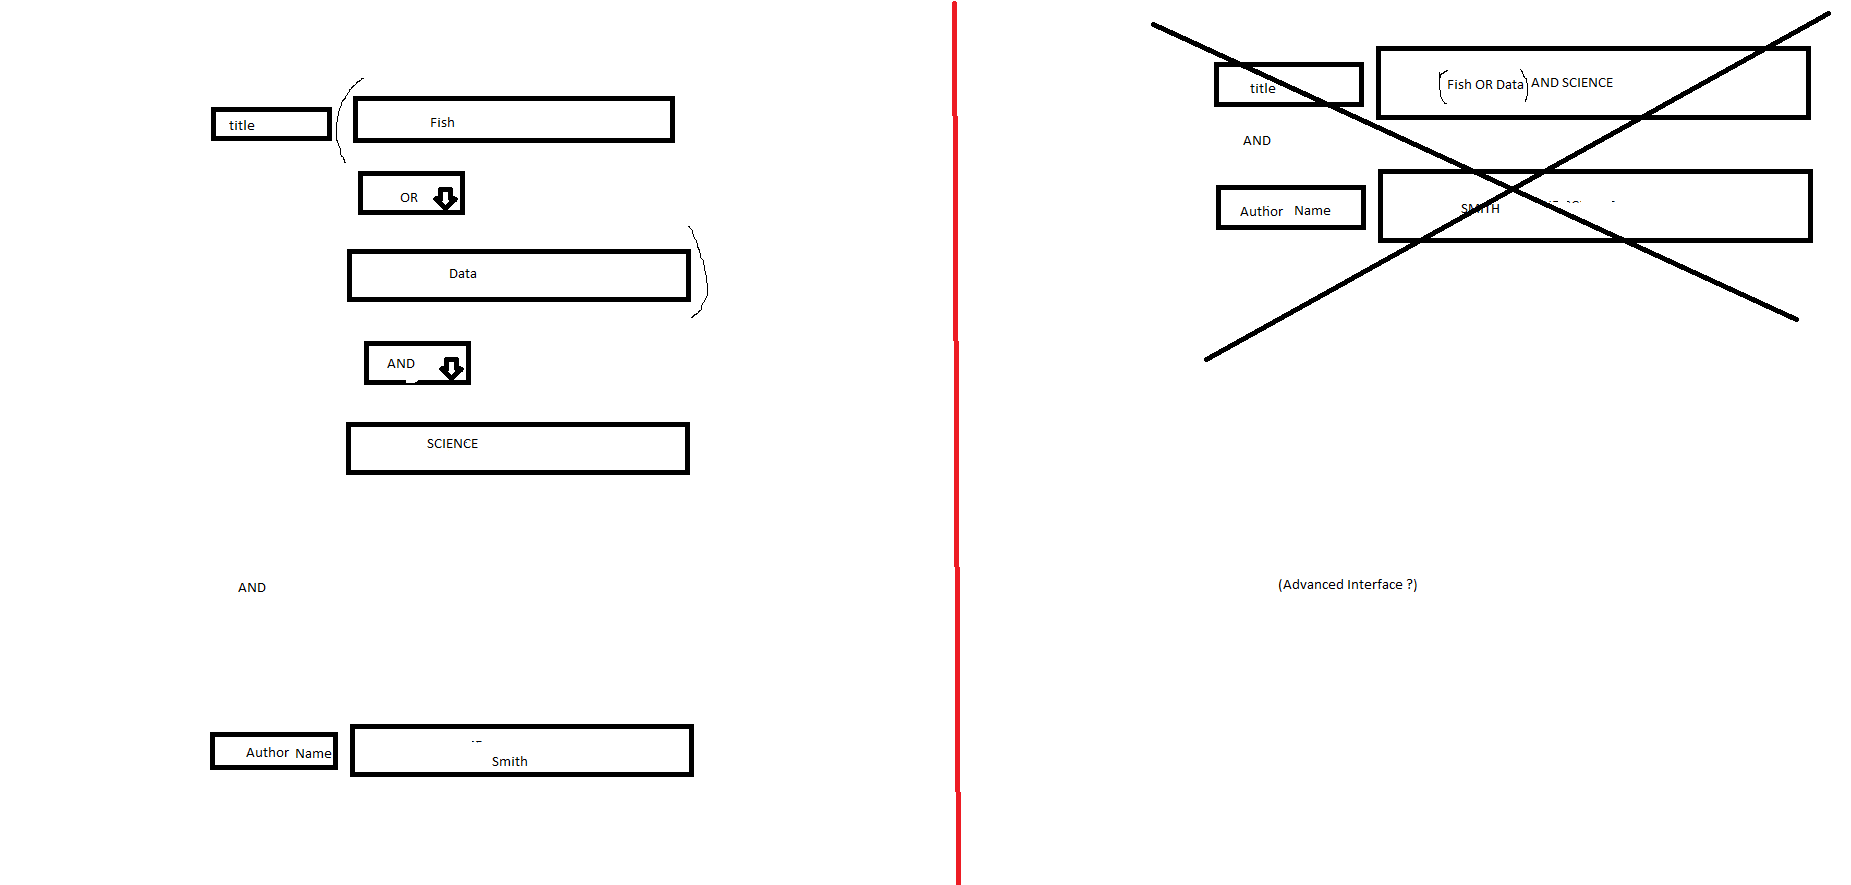 title
Fish
OR
Data
AND
SCIENCE
AND
Author Name
Smith
title
(Fish OR Data) AND SCIENCE
AND
Author Name
SMITH
(Advanced Interface ?)